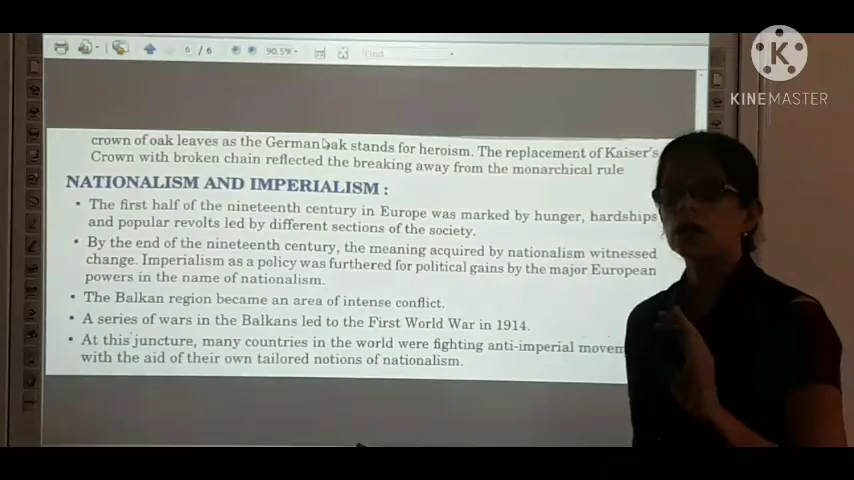 6 / 6
90.5%
Find
K
KINEMASTER
crown of oak leaves as the German oak stands for heroism. The replacement of Kaiser's
Crown with broken chain reflected the breaking away from the monarchical rule
NATIONALISM AND IMPERIALISM :
• The first half of the nineteenth century in Europe was marked by hunger, hardships
and popular revolts led by different sections of the society.
• By the end of the nineteenth century, the meaning acquired by nationalism witnessed
change. Imperialism as a policy was furthered for political gains by the major European
powers in the name of nationalism.
• The Balkan region became an area of intense conflict.
• A series of wars in the Balkans led to the First World War in 1914.
• At this juncture, many countries in the world were fighting anti-imperial movem
with the aid of their own tailored notions of nationalism.